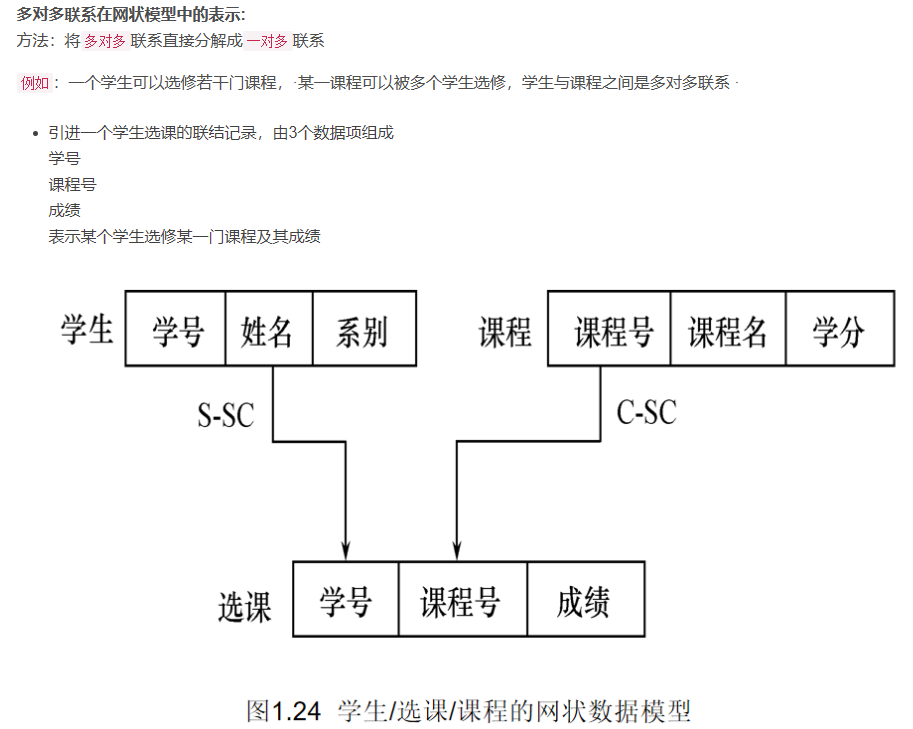 多对多联系在网状模型中的表示:
方法：将 多对多 联系直接分解成 一对多 联系
例如 ：一个学生可以选修若干门课程，·某一课程可以被多个学生选修，学生与课程之间是多对多联系 ·
• 引进一个学生选课的联结记录，由3个数据项组成
学号
课程号
成绩
表示某个学生选修某一门课程及其成绩
学生 学号 姓名 系别 课程 课程号 课程名 学分
S-SC C-SC
选课 学号 课程号 成绩
图1.24 学生/选课/课程的网状数据模型